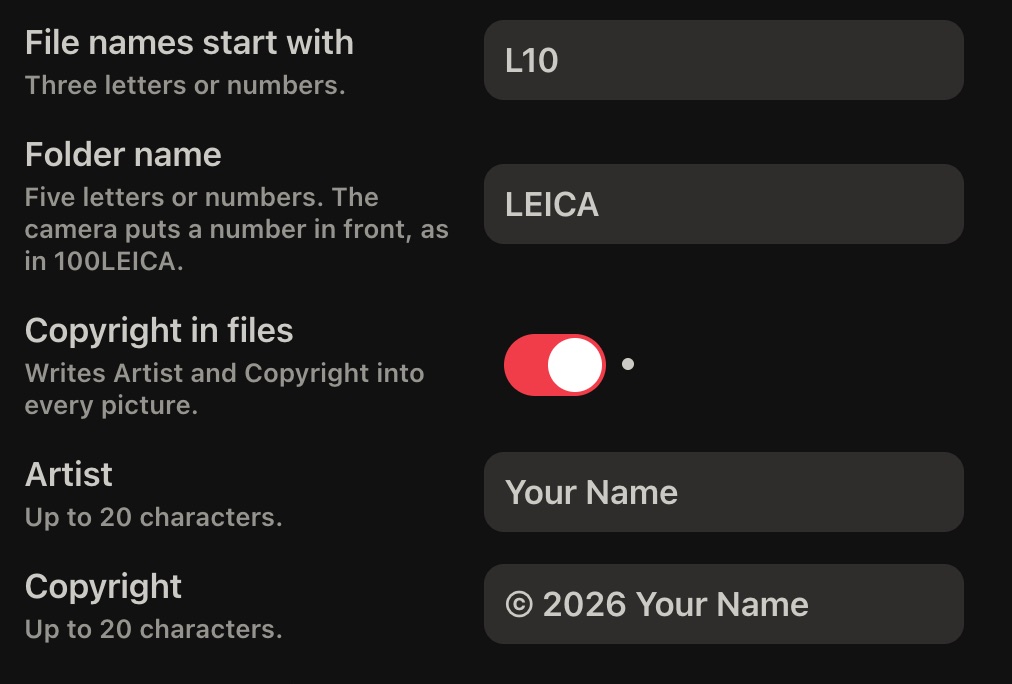 File names start with
Three letters or numbers.
L10
Folder name
Five letters or numbers. The
camera puts a number in front, as
in 100LEICA.
LEICA
Copyright in files
Writes Artist and Copyright into
every picture.
Artist
Up to 20 characters.
Your Name
Copyright
Up to 20 characters.
© 2026 Your Name